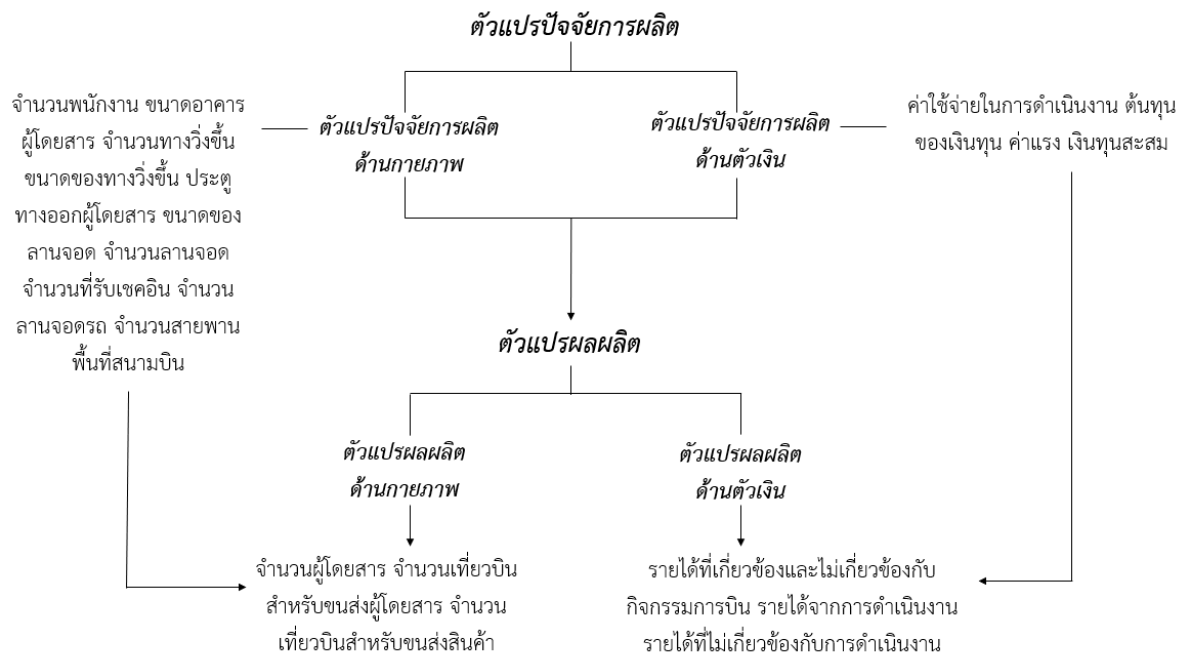 ตัวแปรปัจจัยการผลิต
จำนวนพนักงาน ขนาดอาคาร
ผู้โดยสาร จำนวนทางวิ่งขึ้น
ขนาดของทางวิ่งขึ้น ประตู
ทางออกผู้โดยสาร ขนาดของ
ลานจอด จำนวนลานจอด
จำนวนที่รับเชคอิน จำนวน
ลานจอดรถ จำนวนสายพาน
พื้นที่สนามบิน
ตัวแปรปัจจัยการผลิต
ด้านกายภาพ
ตัวแปรปัจจัยการผลิต
ด้านตัวเงิน
ค่าใช้จ่ายในการดำเนินงาน ต้นทุน
ของเงินทุน ค่าแรง เงินทุนสะสม
ตัวแปรผลผลิต
ตัวแปรผลผลิต
ด้านกายภาพ
ตัวแปรผลผลิต
ด้านตัวเงิน
จำนวนผู้โดยสาร จำนวนเที่ยวบิน
สำหรับขนส่งผู้โดยสาร จำนวน
เที่ยวบินสำหรับขนส่งสินค้า
รายได้ที่เกี่ยวข้องและไม่เกี่ยวข้องกับ
กิจกรรมการบิน รายได้จากการดำเนินงาน
รายได้ที่ไม่เกี่ยวข้องกับการดำเนินงาน